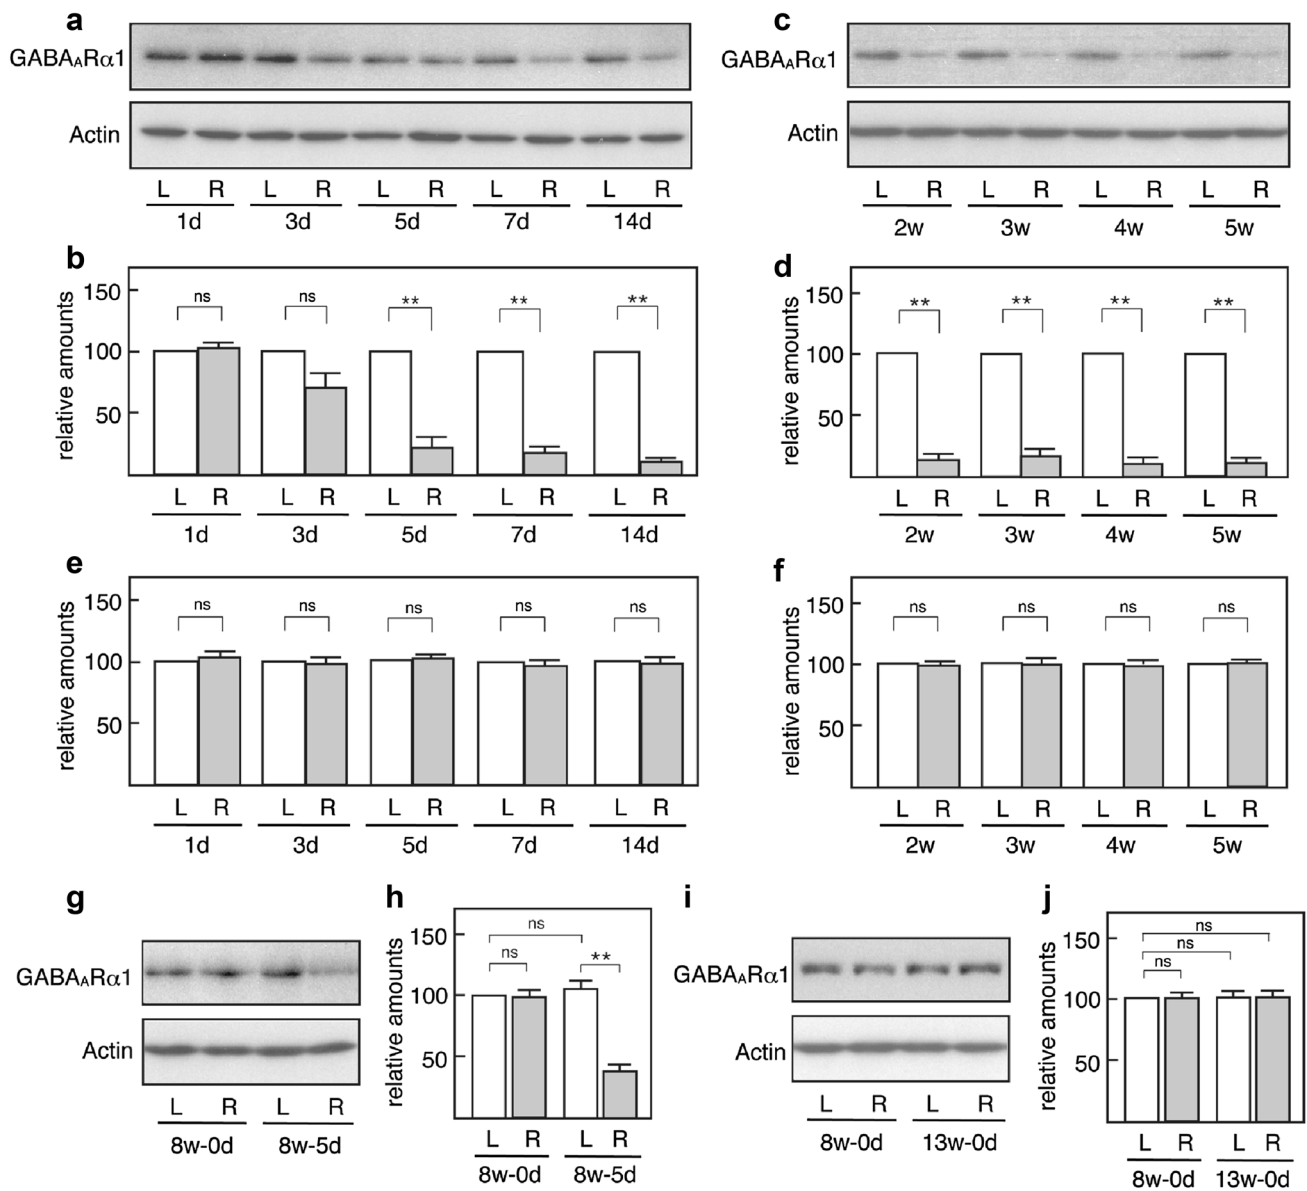 a
GABAARα1
Actin
L R L R L R L R L R
1d 3d 5d 7d 14d
c
GABAARα1
Actin
L R L R L R L R
2w 3w 4w 5w
b
relative amounts
150
100
50
ns ns ** ** **
L R L R L R L R L R
1d 3d 5d 7d 14d
d
relative amounts
150
100
50
** ** ** **
L R L R L R L R
2w 3w 4w 5w
e
relative amounts
150
100
50
ns ns ns ns ns
L R L R L R L R L R
1d 3d 5d 7d 14d
f
relative amounts
150
100
50
ns ns ns ns
L R L R L R L R
2w 3w 4w 5w
g
GABAARα1
Actin
L R L R
8w-0d 8w-5d
h
relative amounts
150
100
50
ns
ns **
L R L R
8w-0d 8w-5d
i
GABAARα1
Actin
L R L R
8w-0d 13w-0d
j
relative amounts
150
100
50
ns
ns
ns
L R L R
8w-0d 13w-0d